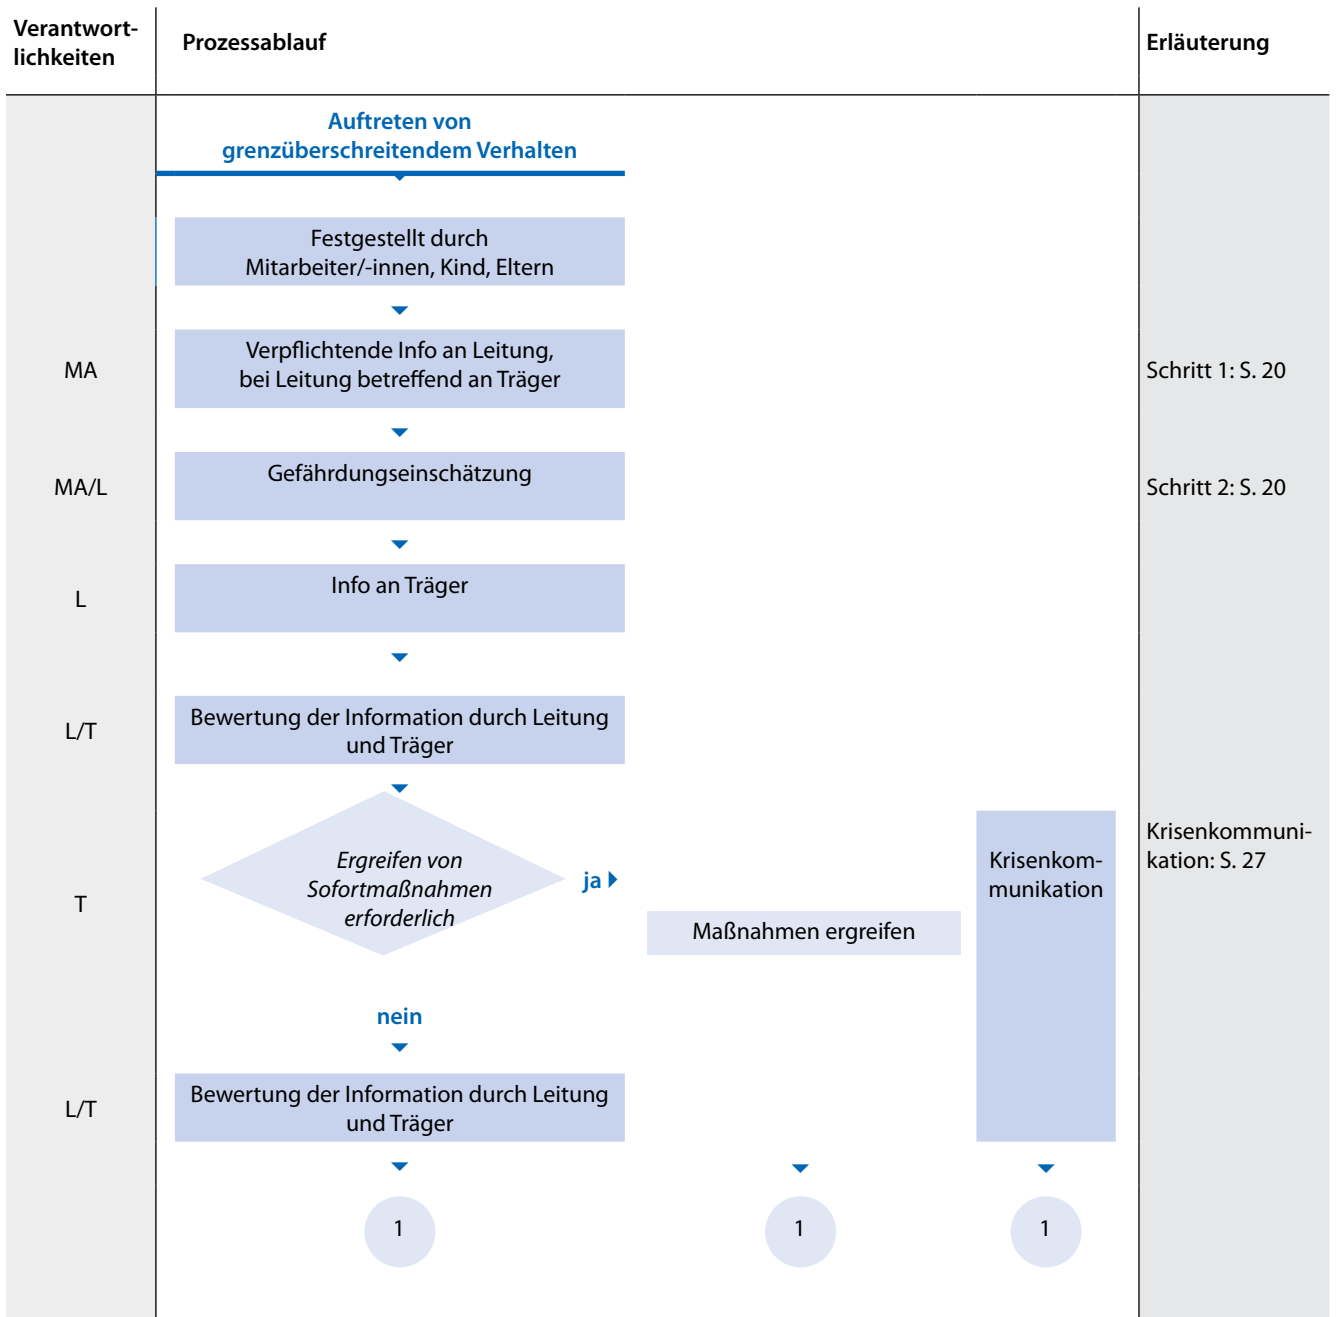 Verantwort-
lichkeiten
Prozessablauf
Erläuterung
Auftreten von
grenzüberschreitendem Verhalten
Festgestellt durch
Mitarbeiter/-innen, Kind, Eltern
MA
Verpflichtende Info an Leitung,
bei Leitung betreffend an Träger
Schritt 1: S. 20
MA/L
Gefährdungseinschätzung
Schritt 2: S. 20
L
Info an Träger
L/T
Bewertung der Information durch Leitung
und Träger
T
Ergreifen von
Sofortmaßnahmen
erforderlich
ja
Maßnahmen ergreifen
Krisenkom-
munikation
Krisenkommuni-
kation: S. 27
nein
L/T
Bewertung der Information durch Leitung
und Träger
1
1
1